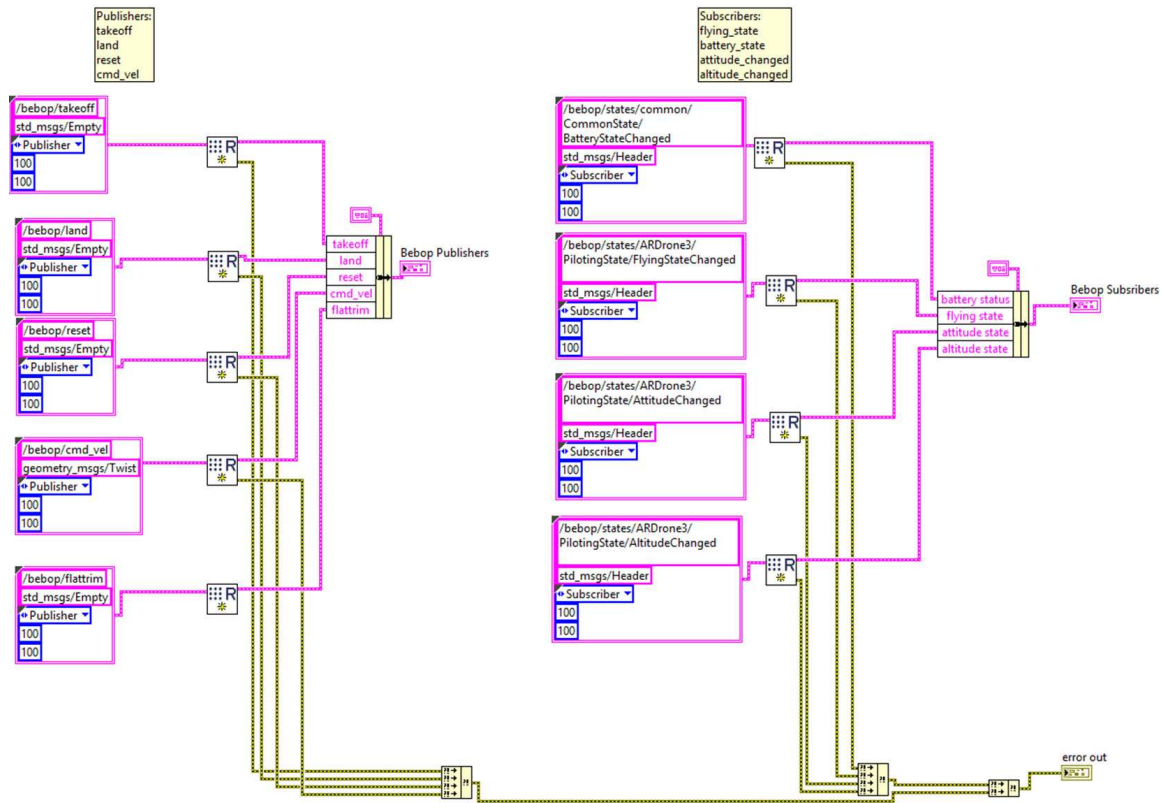 Publishers:
takeoff
land
reset
cmd_vel
/bebop/takeoff
std_msgs/Empty
Publisher
100
100
R
/bebop/land
std_msgs/Empty
Publisher
100
100
R
/bebop/reset
std_msgs/Empty
Publisher
100
100
R
/bebop/cmd_vel
geometry_msgs/Twist
Publisher
100
100
R
/bebop/flattrim
std_msgs/Empty
Publisher
100
100
R
takeoff
land
reset
cmd_vel
flattrim
Bebop Publishers
Subscribers:
flying_state
battery_state
attitude_changed
altitude_changed
/bebop/states/common/
CommonState/
BatteryStateChanged
std_msgs/Header
Subscriber
100
100
R
/bebop/states/ARDrone3/
PilotingState/FlyingStateChanged
std_msgs/Header
Subscriber
100
100
R
/bebop/states/ARDrone3/
PilotingState/AttitudeChanged
std_msgs/Header
Subscriber
100
100
R
/bebop/states/ARDrone3/
PilotingState/AltitudeChanged
std_msgs/Header
Subscriber
100
100
R
battery status
flying state
attitude state
altitude state
Bebop Subsribers
error out